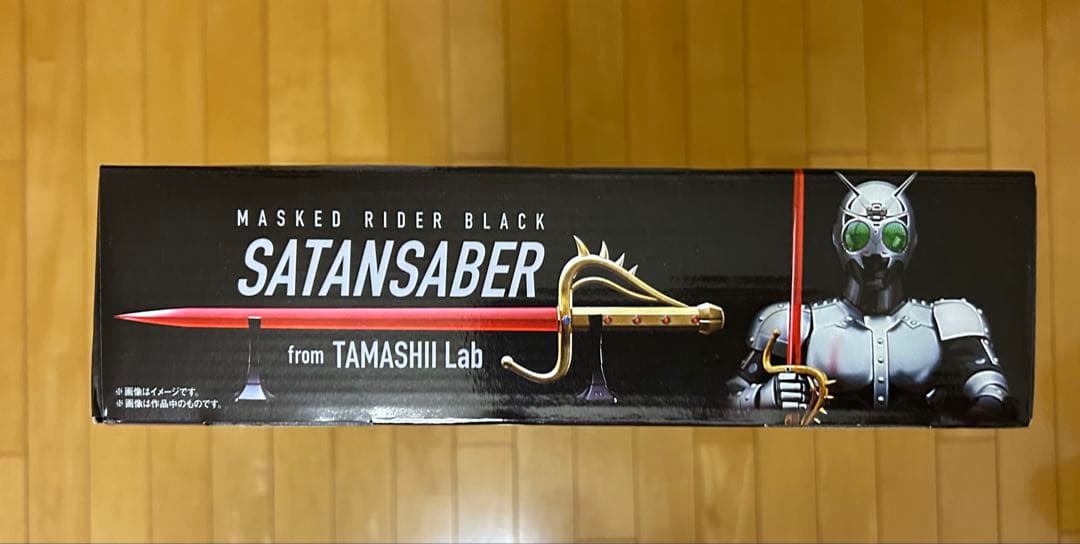 MASKED RIDER BLACK
SATANSABER
from TAMASHII Lab
※画像はイメージです。
※画像は作品中のものです。